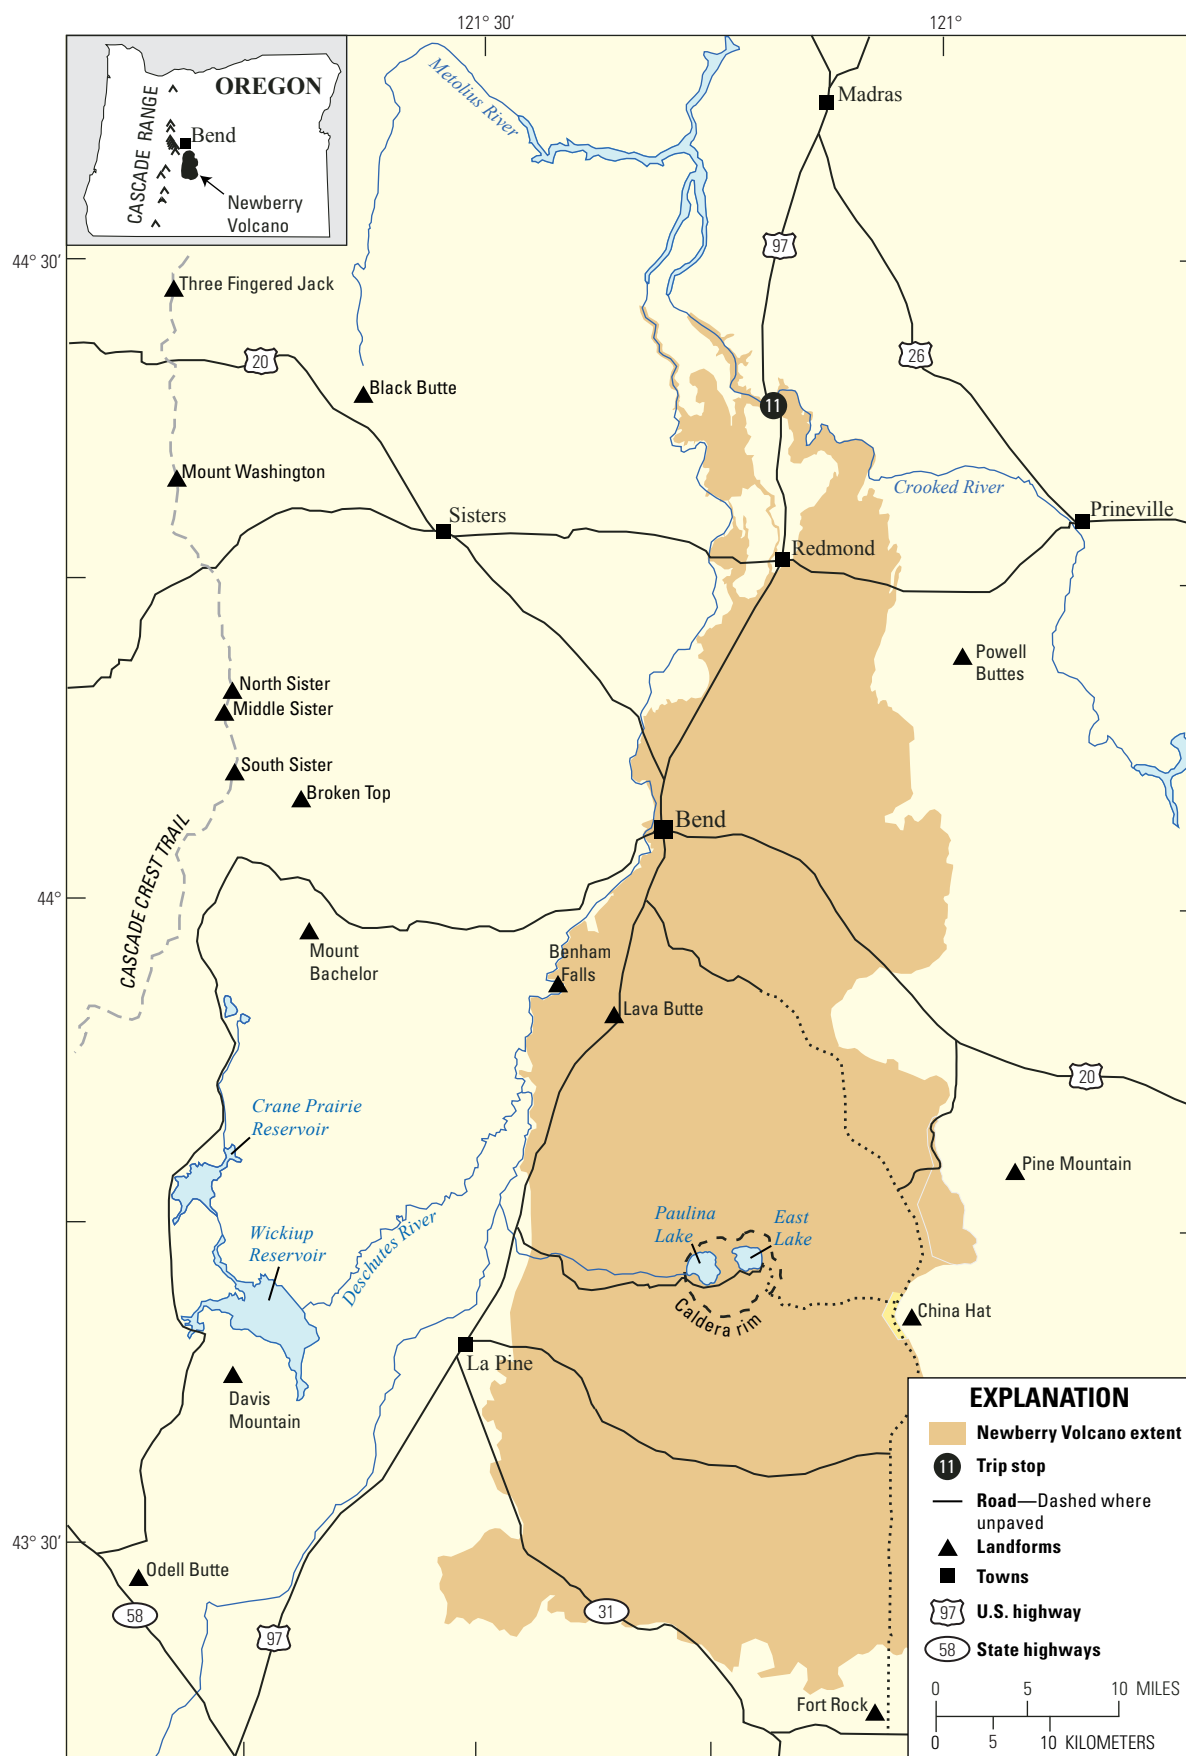 121° 30′
121°
OREGON
CASCADE RANGE
Bend
Newberry
Volcano
Metolius River
Madras
97
44° 30′
Three Fingered Jack
20
26
Black Butte
11
Mount Washington
Crooked River
Sisters
Prineville
Redmond
Powell
Buttes
North Sister
Middle Sister
South Sister
Broken Top
CASCADE CREST TRAIL
Bend
44°
Mount
Bachelor
Benham
Falls
Lava Butte
20
Crane Prairie
Reservoir
Pine Mountain
Wickiup
Reservoir
Deschutes River
Paulina
Lake
East
Lake
Caldera rim
China Hat
La Pine
Davis
Mountain
43° 30′
Odell Butte
58
97
31
Fort Rock
EXPLANATION
Newberry Volcano extent
11
Trip stop
Road—Dashed where
unpaved
Landforms
Towns
97
U.S. highway
58
State highways
0 5 10 MILES
0 5 10 KILOMETERS